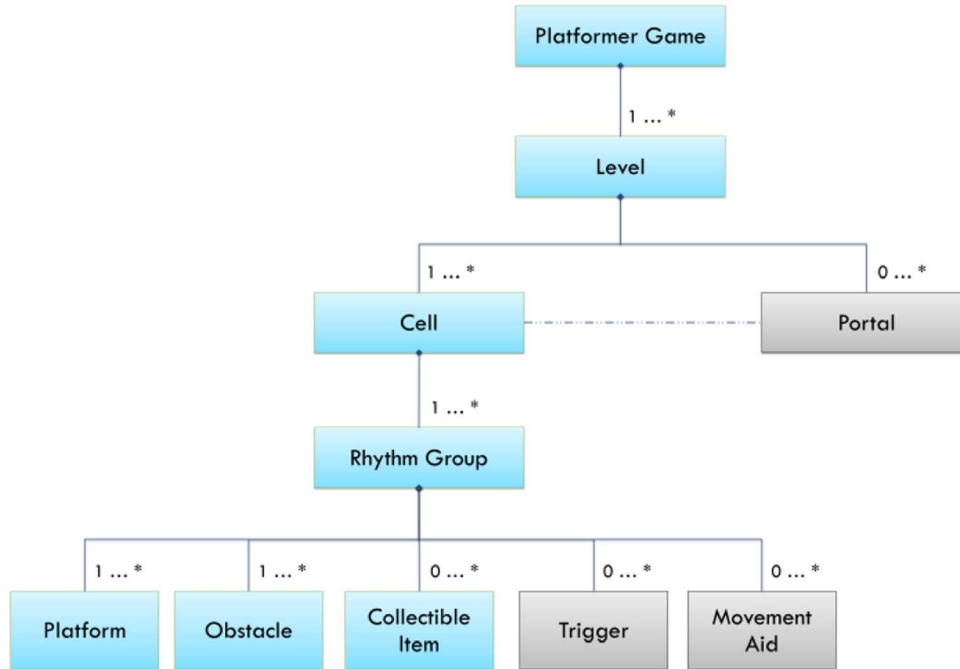 Platformer Game
1 ... *
Level
1 ... *
0 ... *
Cell
Portal
1 ... *
Rhythm Group
1 ... *
1 ... *
0 ... *
0 ... *
0 ... *
Platform
Obstacle
Collectible
Item
Trigger
Movement
Aid